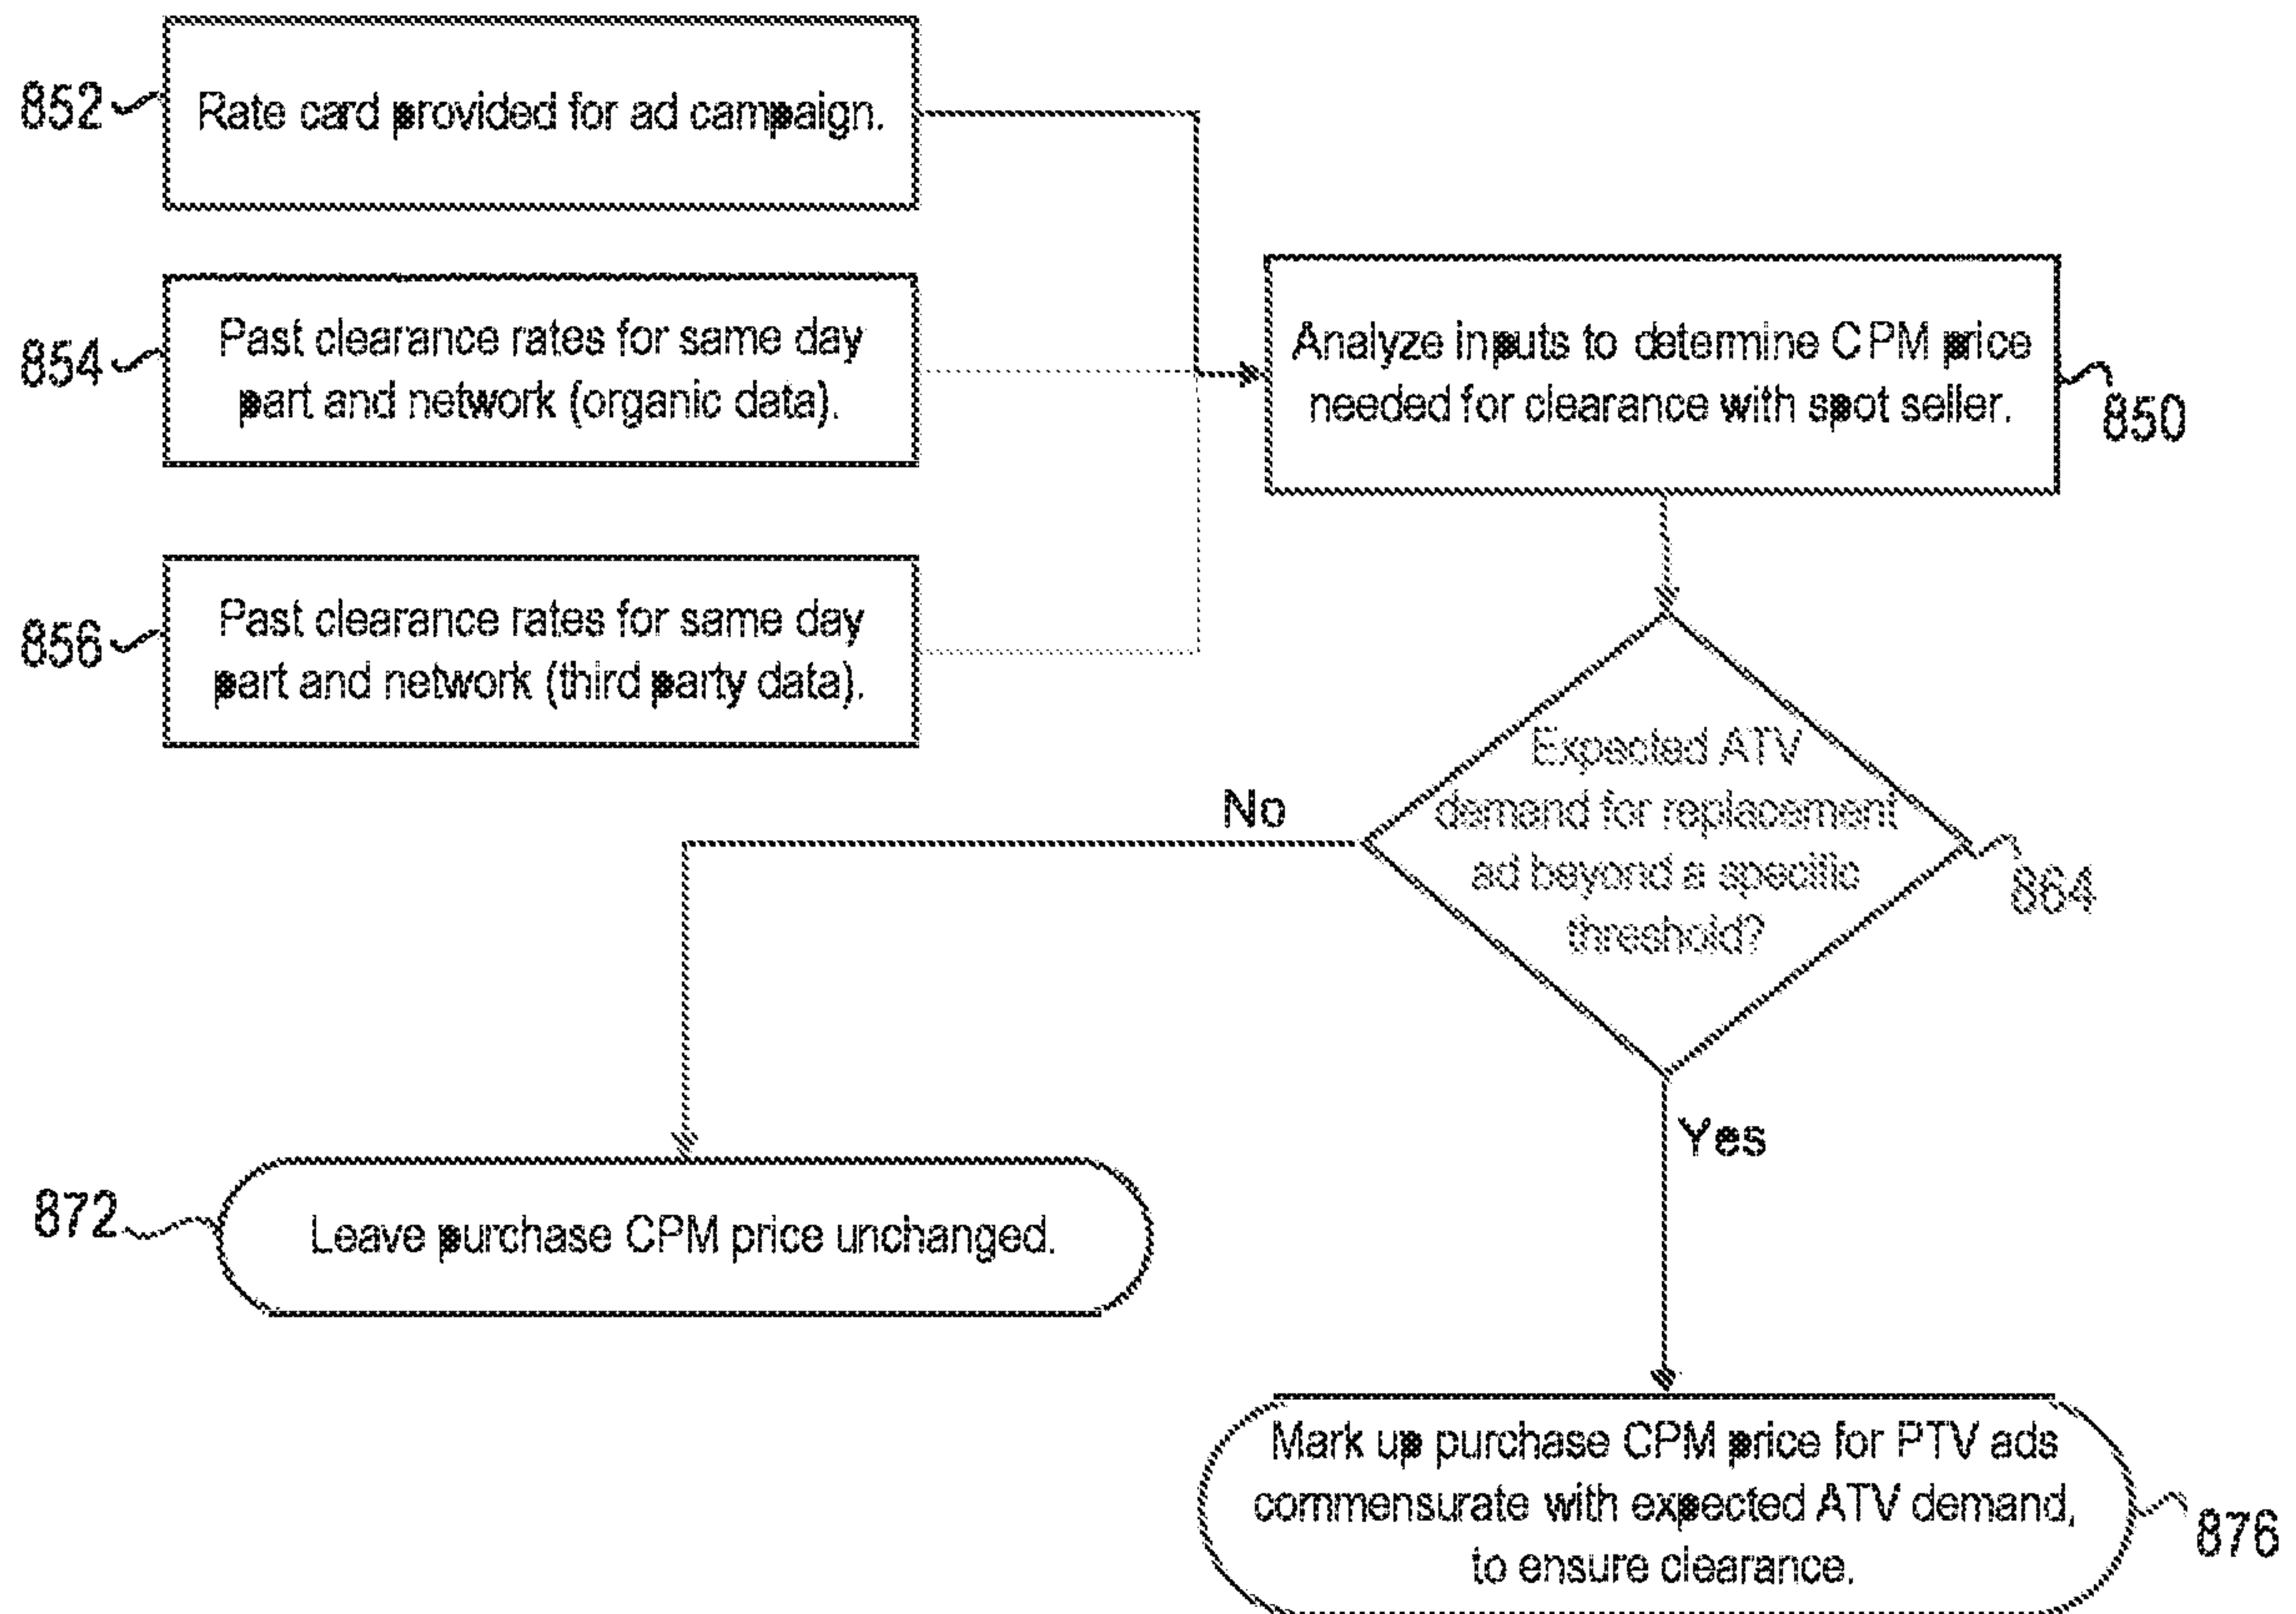 852
Rate card provided for ad campaign.
854
Past clearance rates for same day
part and network (organic data).
856
Past clearance rates for same day
part and network (third party data).
Analyze inputs to determine CPM price
needed for clearance with spot seller.
850
Expected ATV
demand for replacement
ad beyond a specific
threshold?
864
No
Yes
872
Leave purchase CPM price unchanged.
Mark up purchase CPM price for PTV ads
commensurate with expected ATV demand,
to ensure clearance.
876